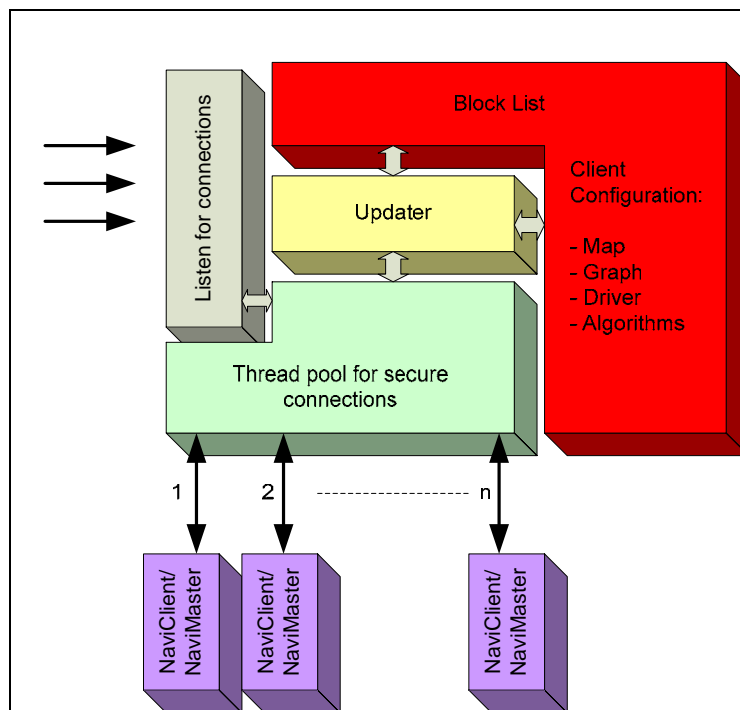 Block List
Listen for connections
Client
Configuration:
- Map
- Graph
- Driver
- Algorithms
Updater
Thread pool for secure
connections
1
2
n
NaviClient/
NaviMaster
NaviClient/
NaviMaster
NaviClient/
NaviMaster